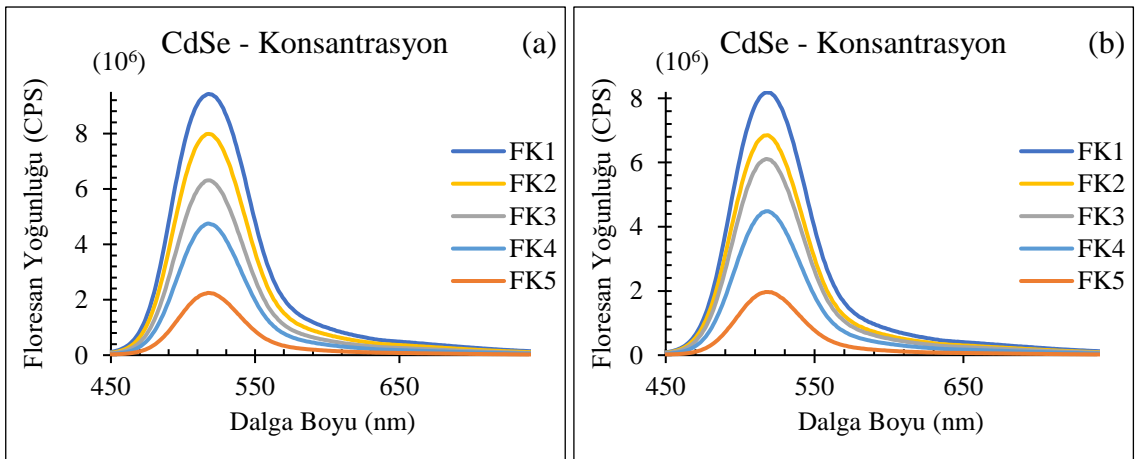 CdSe - Konsantrasyon
(a)
(10⁶)
Floresan Yoğunluğu (CPS)
8
6
4
2
0
450
550
650
Dalga Boyu (nm)
FK1
FK2
FK3
FK4
FK5
CdSe - Konsantrasyon
(b)
(10⁶)
Floresan Yoğunluğu (CPS)
8
6
4
2
0
450
550
650
Dalga Boyu (nm)
FK1
FK2
FK3
FK4
FK5